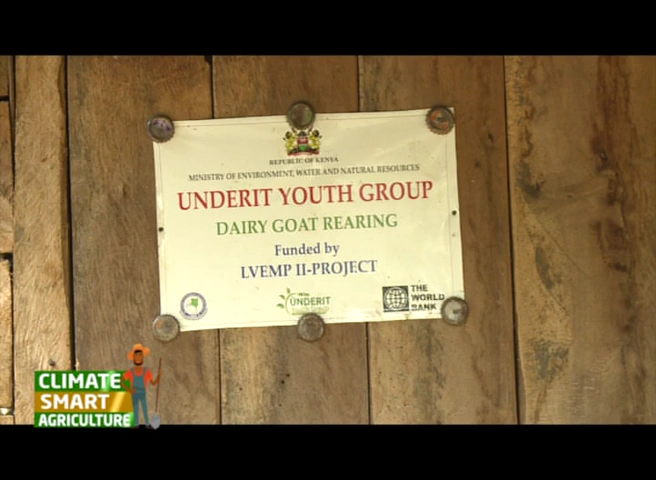 REPUBLIC OF KENYA
MINISTRY OF ENVIRONMENT, WATER AND NATURAL RESOURCES
UNDERIT YOUTH GROUP
DAIRY GOAT REARING
Funded by
LVEMP II-PROJECT
UNDERIT
THE
WORLD
BANK
CLIMATE
SMART
AGRICULTURE